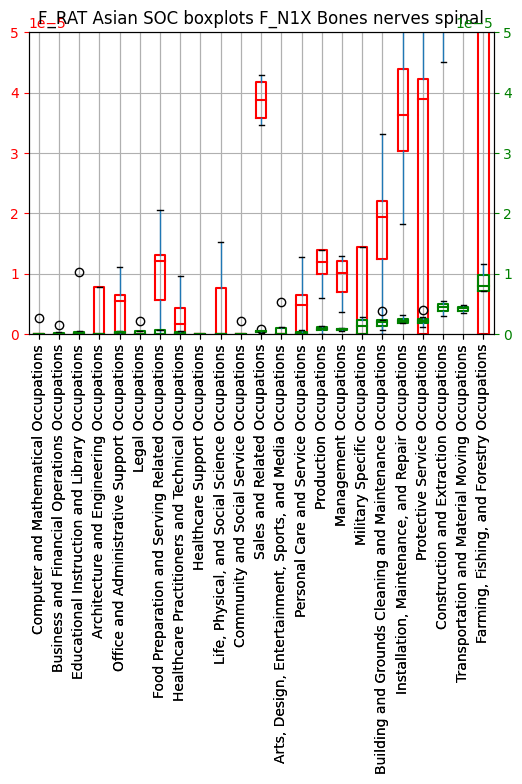 F_RAT Asian SOC boxplots F_N1X Bones nerves spinal
1e−5
1e−5
5
4
3
2
1
0
5
4
3
2
1
0
Computer and Mathematical Occupations
Business and Financial Operations Occupations
Educational Instruction and Library Occupations
Architecture and Engineering Occupations
Office and Administrative Support Occupations
Legal Occupations
Food Preparation and Serving Related Occupations
Healthcare Practitioners and Technical Occupations
Healthcare Support Occupations
Life, Physical, and Social Science Occupations
Community and Social Service Occupations
Sales and Related Occupations
Arts, Design, Entertainment, Sports, and Media Occupations
Personal Care and Service Occupations
Production Occupations
Management Occupations
Military Specific Occupations
Building and Grounds Cleaning and Maintenance Occupations
Installation, Maintenance, and Repair Occupations
Protective Service Occupations
Construction and Extraction Occupations
Transportation and Material Moving Occupations
Farming, Fishing, and Forestry Occupations